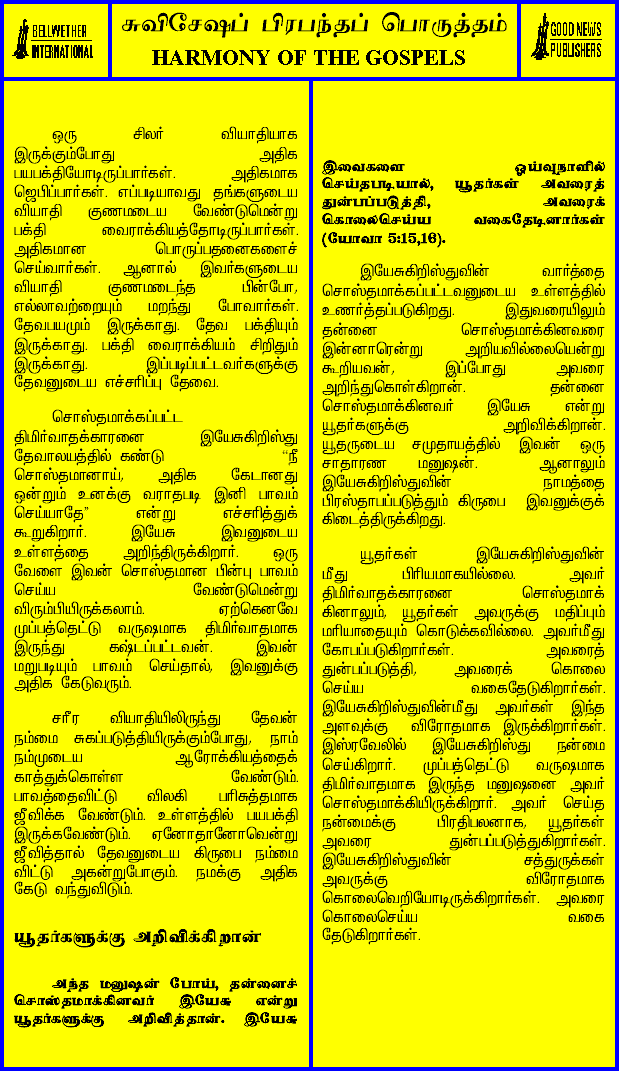 BELLWETHER
INTERNATIONAL
சுவிசேஷப் பிரபந்தப் பொருத்தம்
HARMONY OF THE GOSPELS
GOOD NEWS
PUBLISHERS
ஒரு சிலர் வியாதியாக
இருக்கும்போது அதிக
பயபக்தியோடிருப்பார்கள். அதிகமாக
ஜெபிப்பார்கள். எப்படியாவது தங்களுடைய
வியாதி குணமடைய வேண்டுமென்று
பக்தி வைராக்கியத்தோடிருப்பார்கள்.
அதிகமான பொருப்பதனைகளைச்
செய்வார்கள். ஆனால் இவர்களுடைய
வியாதி குணமடைந்த பின்போ,
எல்லாவற்றையும் மறந்து போவார்கள்.
தேவபயமும் இருக்காது. தேவ பக்தியும்
இருக்காது. பக்தி வைராக்கியம் சிறிதும்
இருக்காது. இப்படிப்பட்டவர்களுக்கு
தேவனுடைய எச்சரிப்பு தேவை.
சொஸ்தமாக்கப்பட்ட
திமிர்வாதக்காரனை இயேசுகிறிஸ்து
தேவாலயத்தில் கண்டு “நீ
சொஸ்தமானாய், அதிக கேடானது
ஒன்றும் உனக்கு வராதபடி இனி பாவம்
செய்யாதே” என்று எச்சரித்துக்
கூறுகிறார். இயேசு இவனுடைய
உள்ளத்தை அறிந்திருக்கிறார். ஒரு
வேளை இவன் சொஸ்தமான பின்பு பாவம்
செய்ய வேண்டுமென்று
விரும்பியிருக்கலாம். ஏற்கெனவே
முப்பத்தெட்டு வருஷமாக திமிர்வாதமாக
இருந்து கஷ்டப்பட்டவன். இவன்
மறுபடியும் பாவம் செய்தால், இவனுக்கு
அதிக கேடுவரும்.
சரீர வியாதியிலிருந்து தேவன்
நம்மை சுகப்படுத்தியிருக்கும்போது, நாம்
நம்முடைய ஆரோக்கியத்தைக்
காத்துக்கொள்ள வேண்டும்.
பாவத்தைவிட்டு விலகி பரிசுத்தமாக
ஜீவிக்க வேண்டும். உள்ளத்தில் பயபக்தி
இருக்கவேண்டும். ஏனோதானோவென்று
ஜீவித்தால் தேவனுடைய கிருபை நம்மை
விட்டு அகன்றுபோகும். நமக்கு அதிக
கேடு வந்துவிடும்.
யூதர்களுக்கு அறிவிக்கிறான்
அந்த மனுஷன் போய், தன்னைச்
சொஸ்தமாக்கினவர் இயேசு என்று
யூதர்களுக்கு அறிவித்தான். இயேசு
இவைகளை ஓய்வுநாளில்
செய்தபடியால், யூதர்கள் அவரைத்
துன்பப்படுத்தி, அவரைக்
கொலைசெய்ய வகைதேடினார்கள்
(யோவா 5:15,16).
இயேசுகிறிஸ்துவின் வார்த்தை
சொஸ்தமாக்கப்பட்டவனுடைய உள்ளத்தில்
உணர்த்தப்படுகிறது. இதுவரையிலும்
தன்னை சொஸ்தமாக்கினவரை
இன்னாரென்று அறியவில்லையென்று
கூறியவன், இப்போது அவரை
அறிந்துகொள்கிறான். தன்னை
சொஸ்தமாக்கினவர் இயேசு என்று
யூதர்களுக்கு அறிவிக்கிறான்.
யூதருடைய சமுதாயத்தில் இவன் ஒரு
சாதாரண மனுஷன். ஆனாலும்
இயேசுகிறிஸ்துவின் நாமத்தை
பிரஸ்தாபப்படுத்தும் கிருபை இவனுக்குக்
கிடைத்திருக்கிறது.
யூதர்கள் இயேசுகிறிஸ்துவின்
மீது பிரியமாகயில்லை. அவர்
திமிர்வாதக்காரனை சொஸ்தமாக்
கினாலும், யூதர்கள் அவருக்கு மதிப்பும்
மரியாதையும் கொடுக்கவில்லை. அவர்மீது
கோபப்படுகிறார்கள். அவரைத்
துன்பப்படுத்தி, அவரைக் கொலை
செய்ய வகைதேடுகிறார்கள்.
இயேசுகிறிஸ்துவின்மீது அவர்கள் இந்த
அளவுக்கு விரோதமாக இருக்கிறார்கள்.
இஸ்ரவேலில் இயேசுகிறிஸ்து நன்மை
செய்கிறார். முப்பத்தெட்டு வருஷமாக
திமிர்வாதமாக இருந்த மனுஷனை அவர்
சொஸ்தமாக்கியிருக்கிறார். அவர் செய்த
நன்மைக்கு பிரதிபலனாக, யூதர்கள்
அவரை துன்பப்படுத்துகிறார்கள்.
இயேசுகிறிஸ்துவின் சத்துருக்கள்
அவருக்கு விரோதமாக
கொலைவெறியோடிருக்கிறார்கள். அவரை
கொலைசெய்ய வகை
தேடுகிறார்கள்.